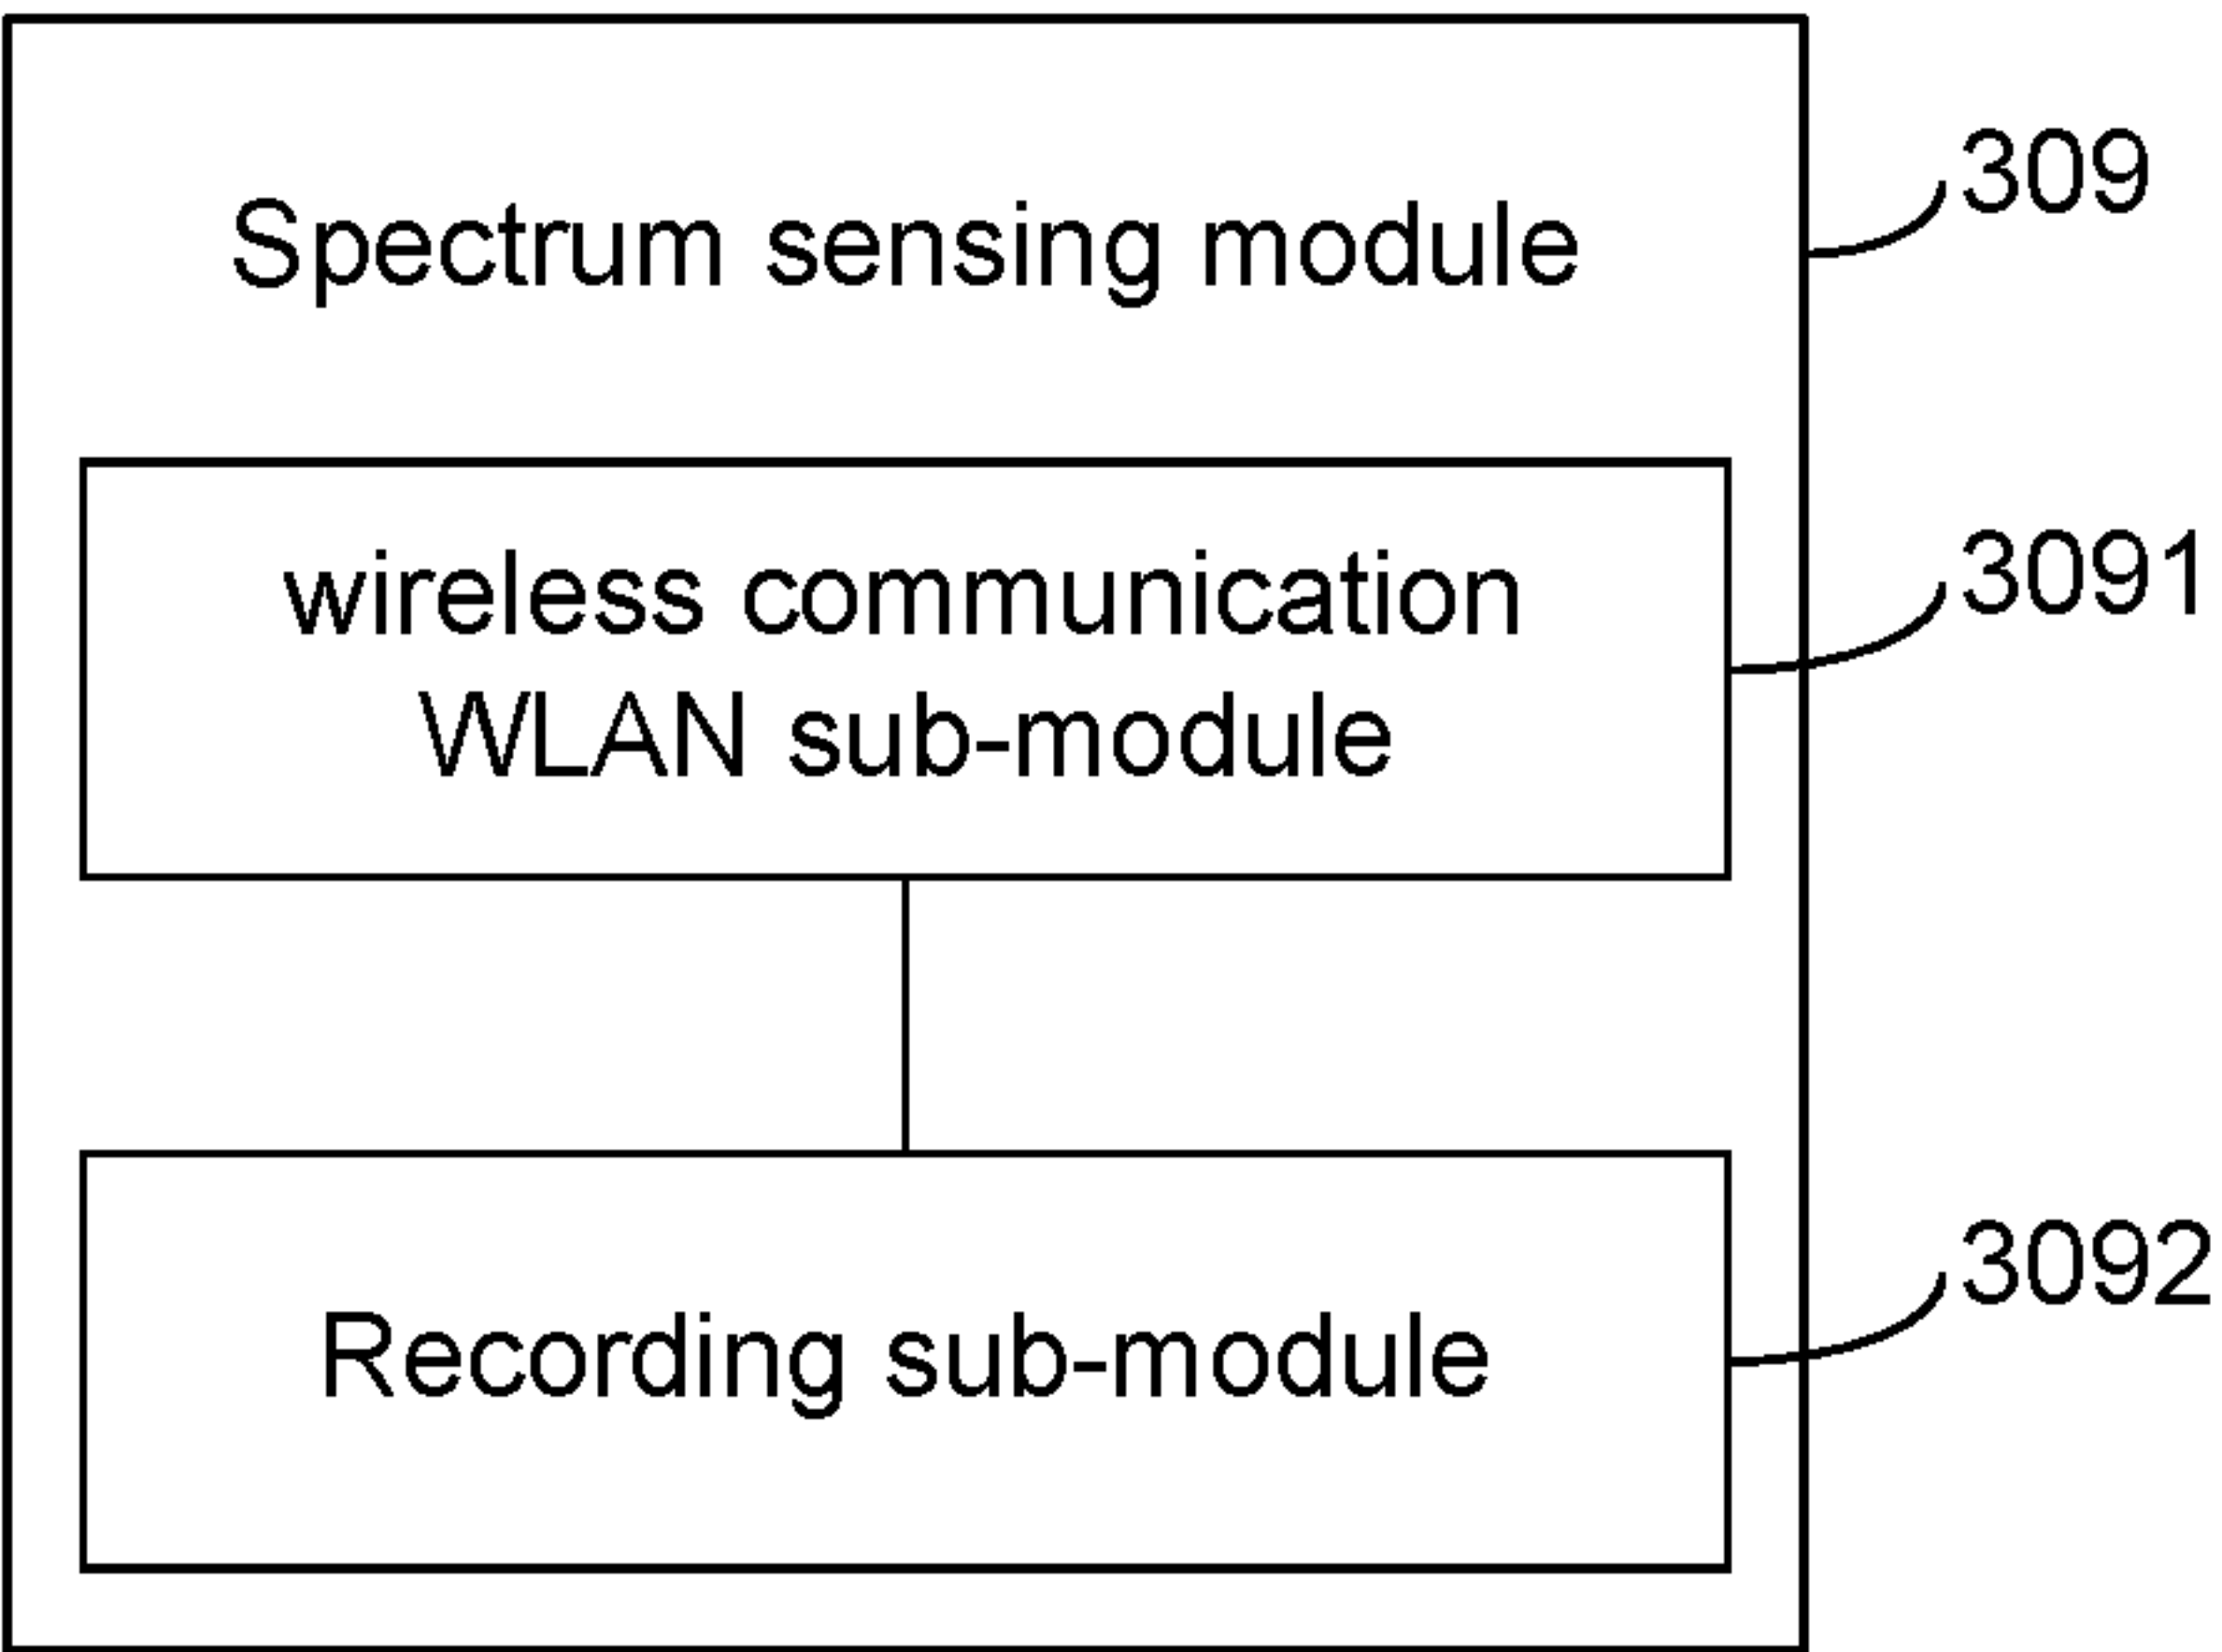 309
Spectrum sensing module
3091
wireless communication
WLAN sub-module
3092
Recording sub-module